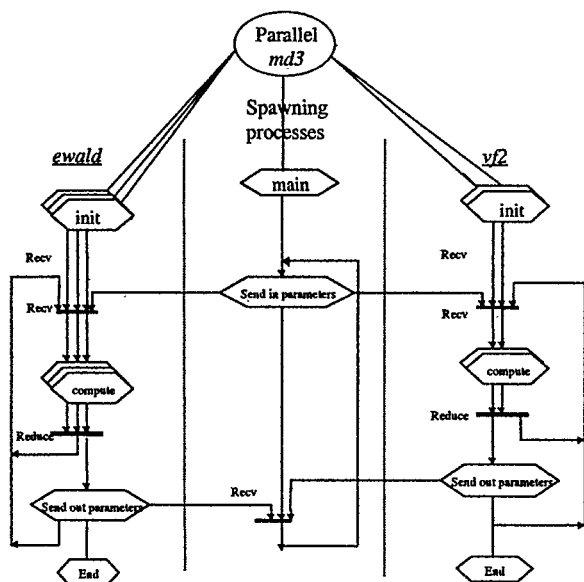 Parallel
md3
Spawning
processes
ewald
vf2
main
init
init
Recv
Recv
Send in parameters
Recv
Recv
compute
compute
Reduce
Reduce
Send out parameters
Recv
Send out parameters
End
End